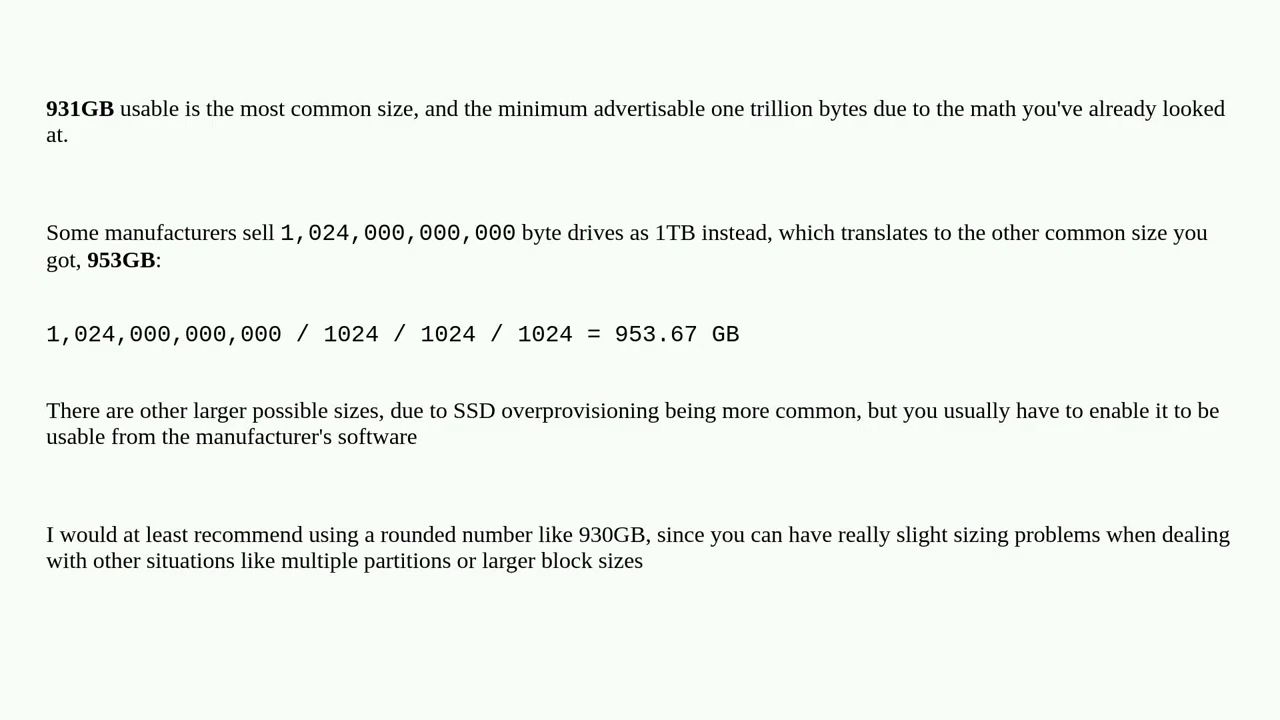 931GB usable is the most common size, and the minimum advertisable one trillion bytes due to the math you've already looked
at.
Some manufacturers sell 1,024,000,000,000 byte drives as 1TB instead, which translates to the other common size you
got, 953GB:
1,024,000,000,000 / 1024 / 1024 / 1024 = 953.67 GB
There are other larger possible sizes, due to SSD overprovisioning being more common, but you usually have to enable it to be
usable from the manufacturer's software
I would at least recommend using a rounded number like 930GB, since you can have really slight sizing problems when dealing
with other situations like multiple partitions or larger block sizes